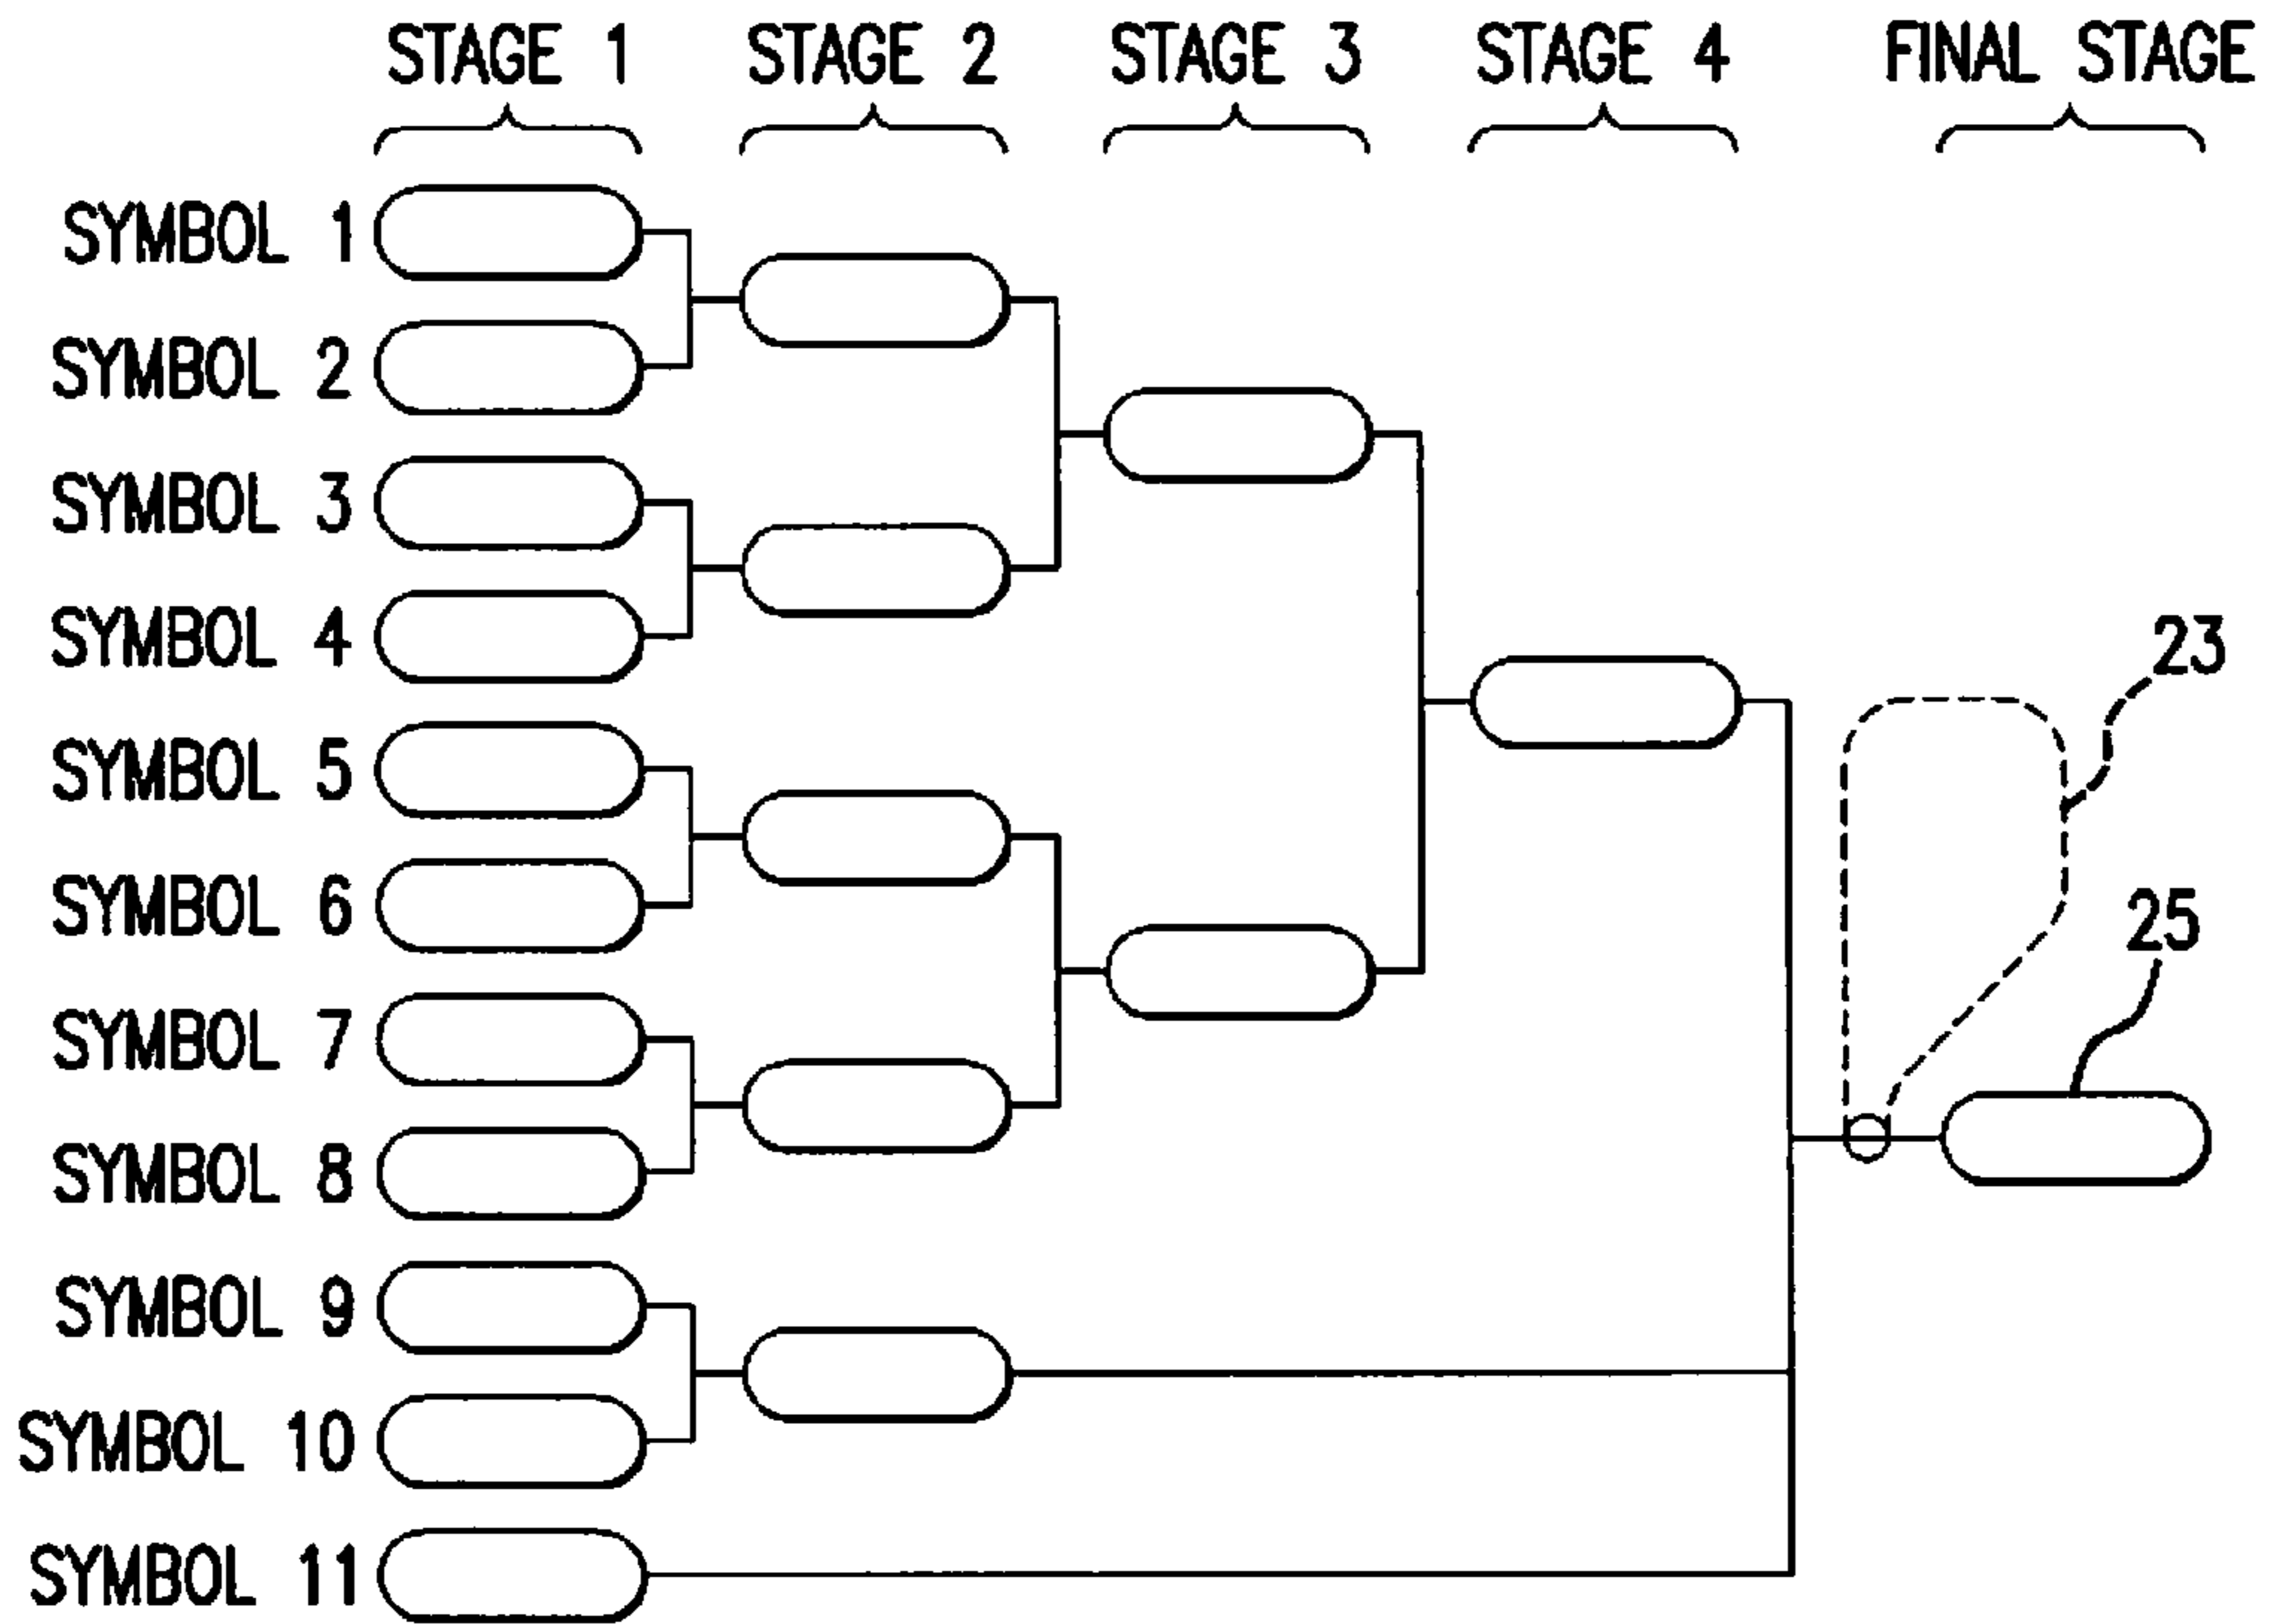 STAGE 1 STAGE 2 STAGE 3 STAGE 4 FINAL STAGE
SYMBOL 1
SYMBOL 2
SYMBOL 3
SYMBOL 4
23
SYMBOL 5
SYMBOL 6
25
SYMBOL 7
SYMBOL 8
SYMBOL 9
SYMBOL 10
SYMBOL 11